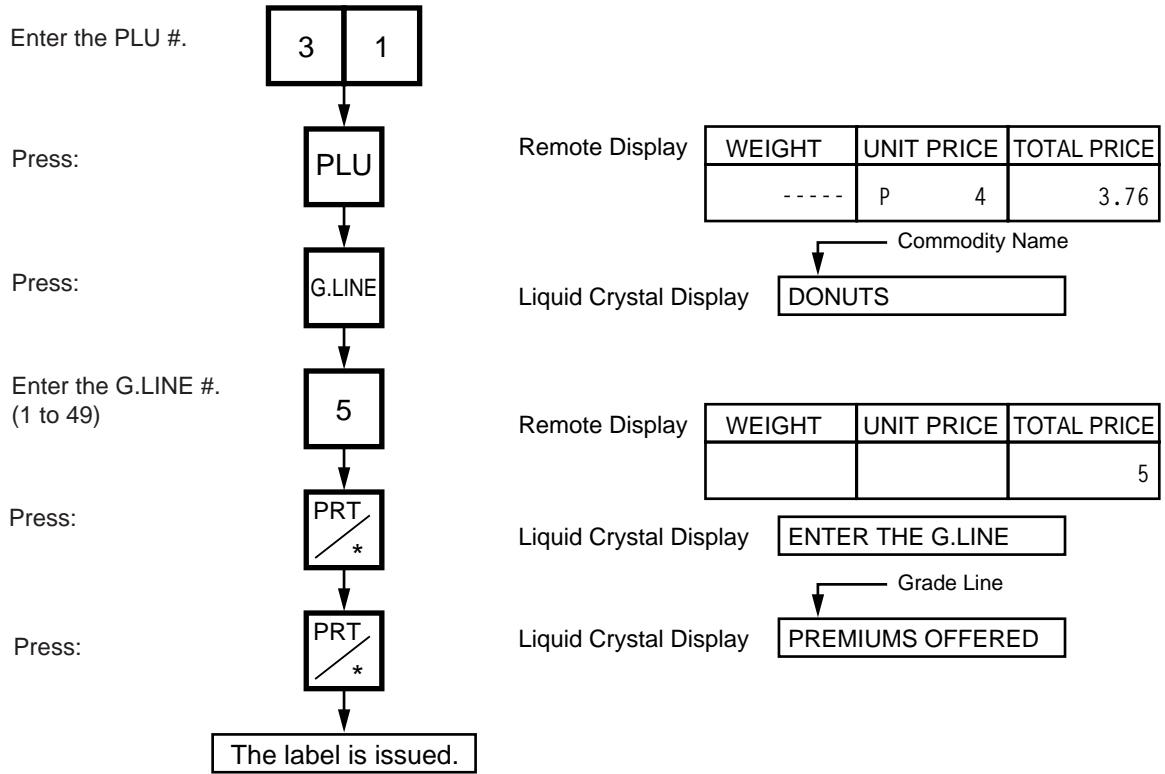 Enter the PLU #.
3 1
Press:
PLU
Remote Display
WEIGHT UNIT PRICE TOTAL PRICE
----- P 4 3.76
Commodity Name
Press:
G.LINE
Liquid Crystal Display
DONUTS
Enter the G.LINE #.
(1 to 49)
5
Remote Display
WEIGHT UNIT PRICE TOTAL PRICE
5
Press:
PRT
*
Liquid Crystal Display
ENTER THE G.LINE
Grade Line
Press:
PRT
*
Liquid Crystal Display
PREMIUMS OFFERED
The label is issued.